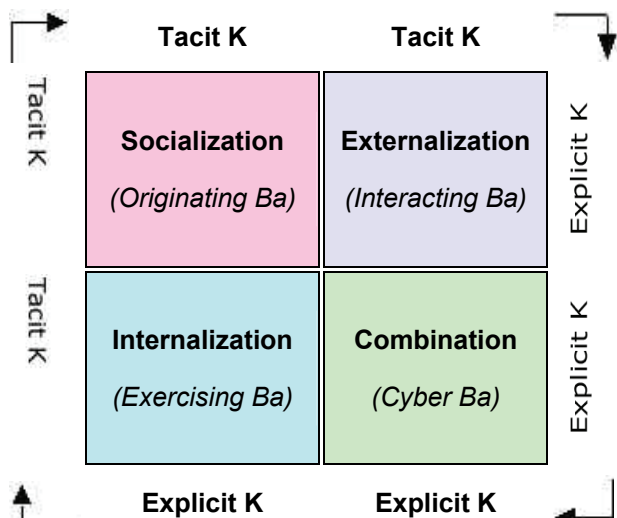 Tacit K
Tacit K
Tacit K
Socialization
(Originating Ba)
Externalization
(Interacting Ba)
Explicit K
Tacit K
Internalization
(Exercising Ba)
Combination
(Cyber Ba)
Explicit K
Explicit K
Explicit K